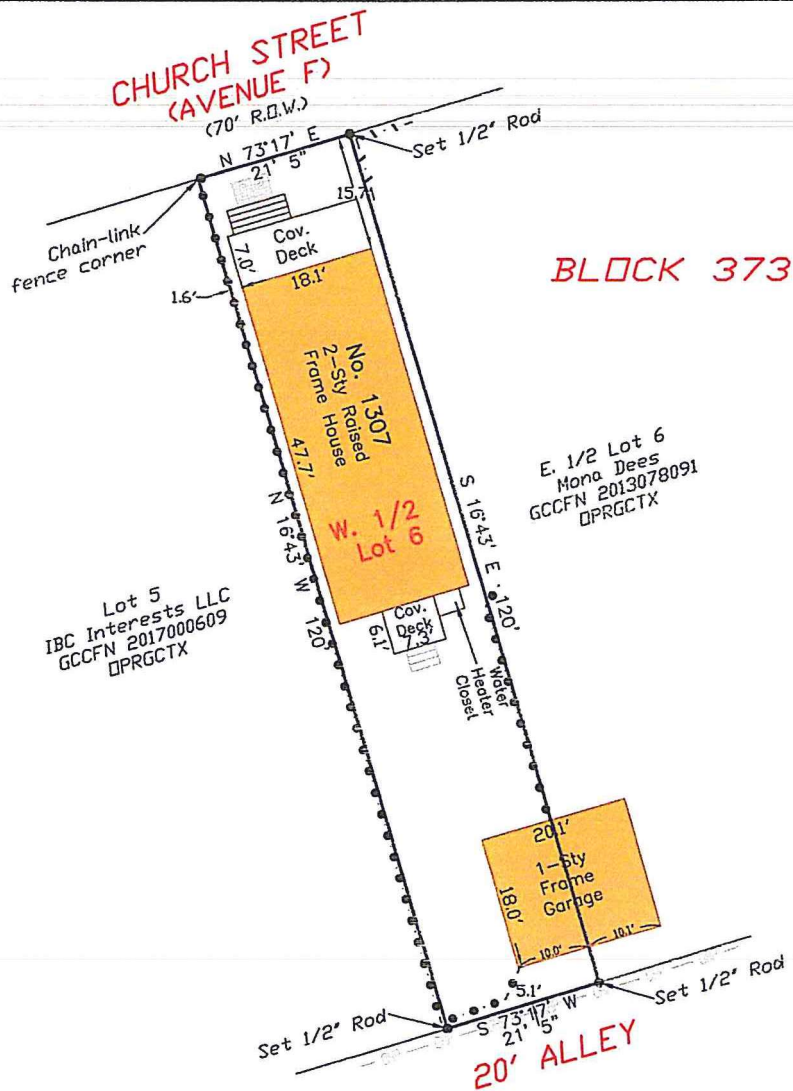 CHURCH STREET
(AVENUE F)
(70' R.O.W.)
N 73°17' E
21' 5"
Set 1/2" Rod
Chain-link
fence corner
15.7'
Cov.
Deck
7.0'
18.1'
1.6'
BLOCK 373
No. 1307
2-Sty Raised
Frame House
47.7'
W. 1/2
Lot 6
N 16°43' W 120'
S 16°43' E 120'
E. 1/2 Lot 6
Mona Dees
GCCFN 2013078091
OPRGCTX
Lot 5
IBC Interests LLC
GCCFN 2017000609
OPRGCTX
Cov.
Deck
6.1'
7.3'
Water
Heater
Closet
20.1'
1-Sty
Frame
Garage
18.0'
10.0'
10.1'
5.1'
Set 1/2" Rod
S 73°17' W
21' 5"
Set 1/2" Rod
20' ALLEY